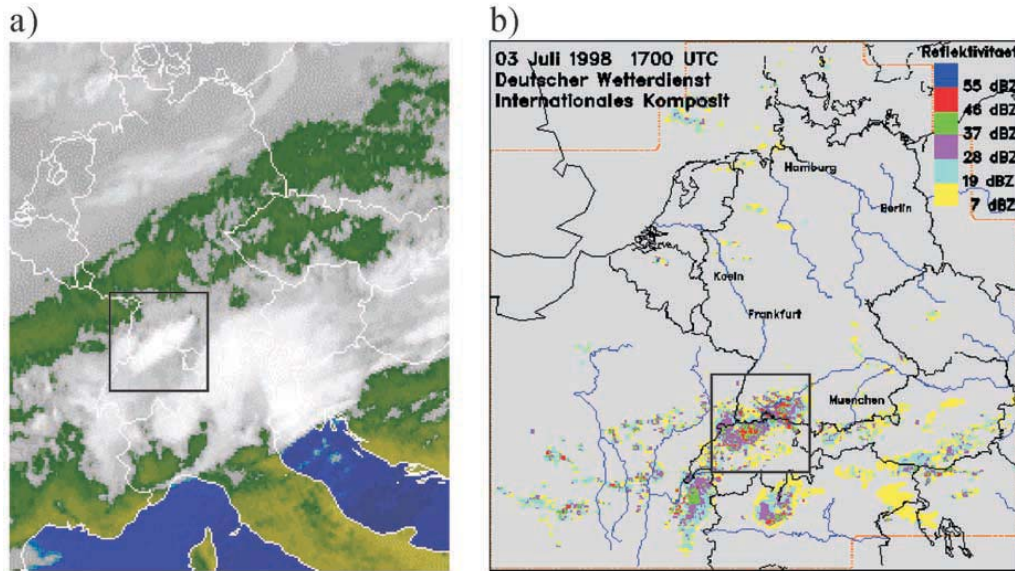 a)
b)
03 Juli 1998 1700 UTC
Deutscher Wetterdienst
Internationales Komposit
Reflektivitaet
55 dBZ
46 dBZ
37 dBZ
28 dBZ
19 dBZ
7 dBZ
Hamburg
Berlin
Koeln
Frankfurt
Muenchen